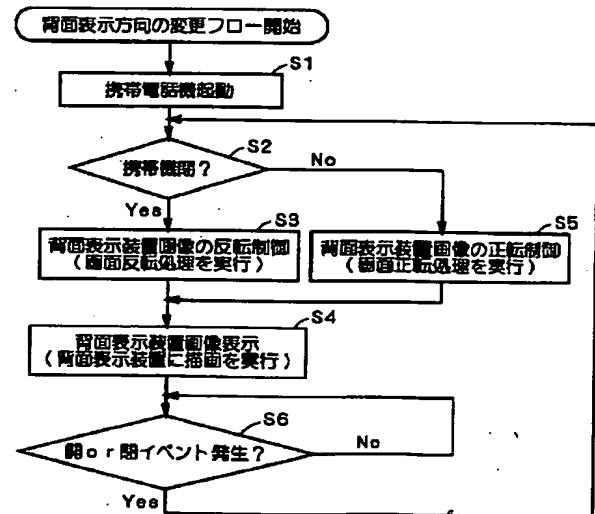 背面表示方向の変更フロー開始
S1
携帯電話機起動
S2
携帯機閉?
No
Yes
S3
背面表示装置画像の反転制御
(画面反転処理を実行)
S5
背面表示装置画像の正転制御
(画面正転処理を実行)
S4
背面表示装置画像表示
(背面表示装置に描画を実行)
S6
開or閉イベント発生?
No
Yes